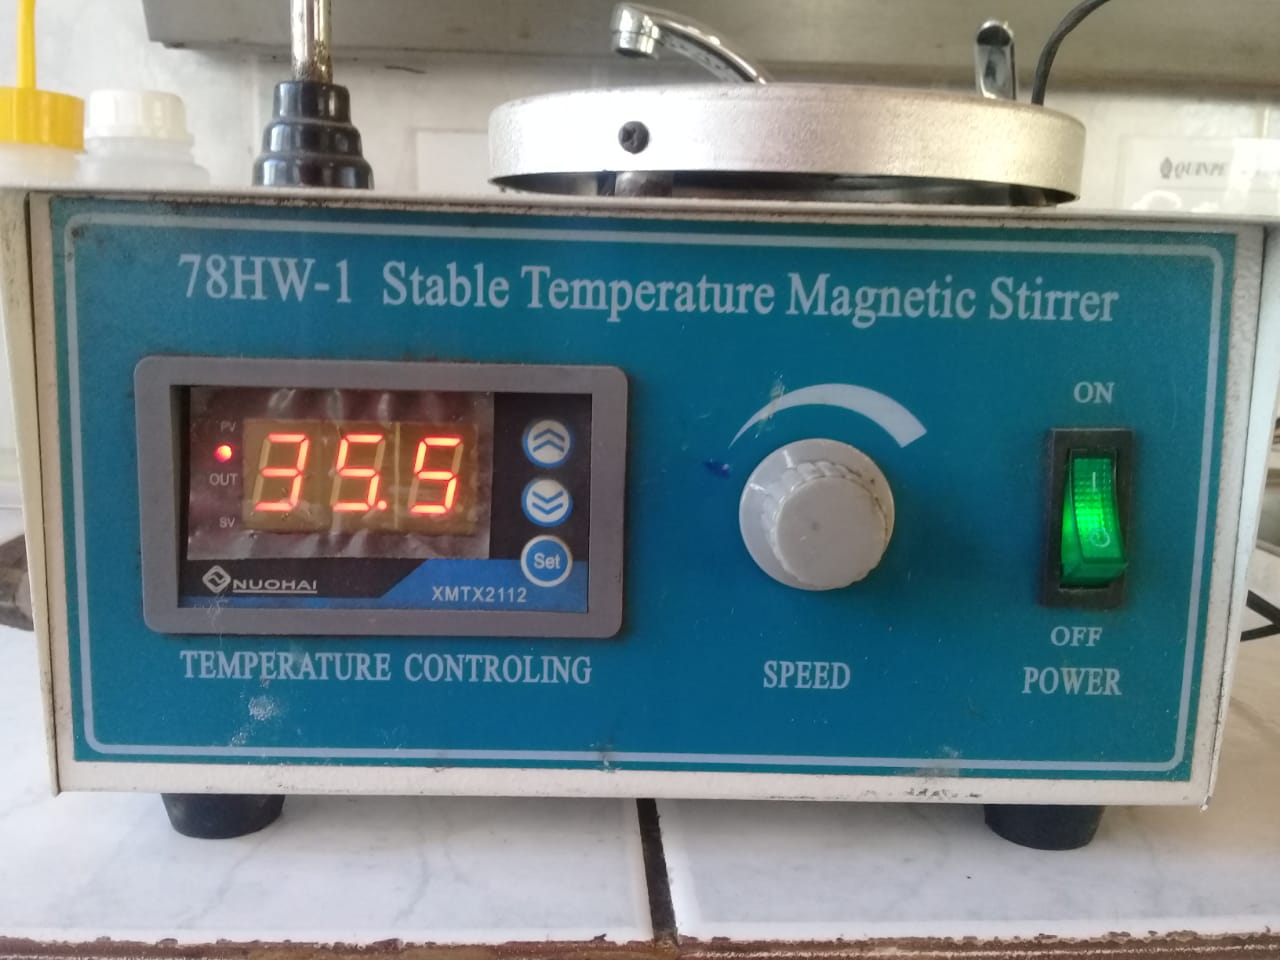 QUINPE
78HW-1 Stable Temperature Magnetic Stirrer
ON
PV
OUT
SV
35.5
Set
NUOHAI
XMTX2112
OFF
TEMPERATURE CONTROLING
SPEED
POWER